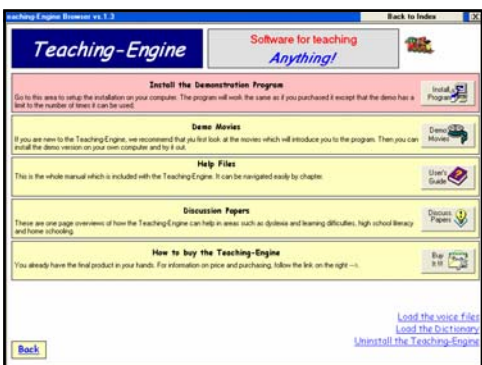 eaching Engine Browser vs.1.3
Back to Index
X
Teaching-Engine
Software for teaching
Anything!
Install the Demonstration Program
Go to this area to setup the installation on your computer. The program will work the same as if you purchased it except that the demo has a
limit to the number of times it can be used.
Install
Program
Demo Movies
If you are new to the Teaching-Engine, we recommend that you first look at the movies which will introduce you to the program. Then you can
install the demo version on your own computer and try it out.
Demo
Movies
Help Files
This is the whole manual which is included with the Teaching-Engine. It can be navigated easily by chapter.
User's
Guide
Discussion Papers
These are one page overviews of how the Teaching-Engine can help in areas such as dyslexia and learning difficulties, high school literacy
and home schooling.
Discuss.
Papers
How to buy the Teaching-Engine
You already have the final product in your hands. For information on price and purchasing, follow the link on the right -->.
Buy
It !!!
Load the voice files
Load the Dictionary
Uninstall the Teaching-Engine
Back